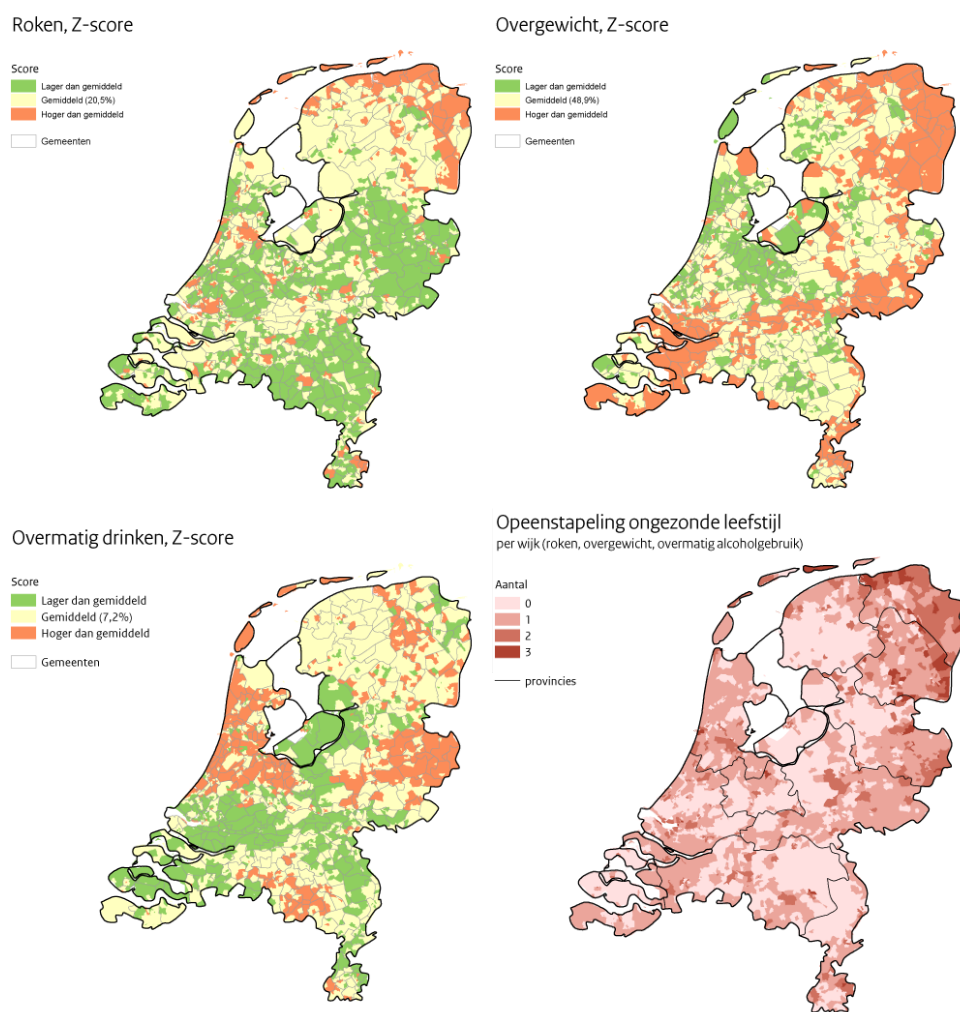 Roken, Z-score
Score
Lager dan gemiddeld
Gemiddeld (20,5%)
Hoger dan gemiddeld
Gemeenten
Overgewicht, Z-score
Score
Lager dan gemiddeld
Gemiddeld (48,9%)
Hoger dan gemiddeld
Gemeenten
Overmatig drinken, Z-score
Score
Lager dan gemiddeld
Gemiddeld (7,2%)
Hoger dan gemiddeld
Gemeenten
Opeenstapeling ongezonde leefstijl
per wijk (roken, overgewicht, overmatig alcoholgebruik)
Aantal
0
1
2
3
provincies